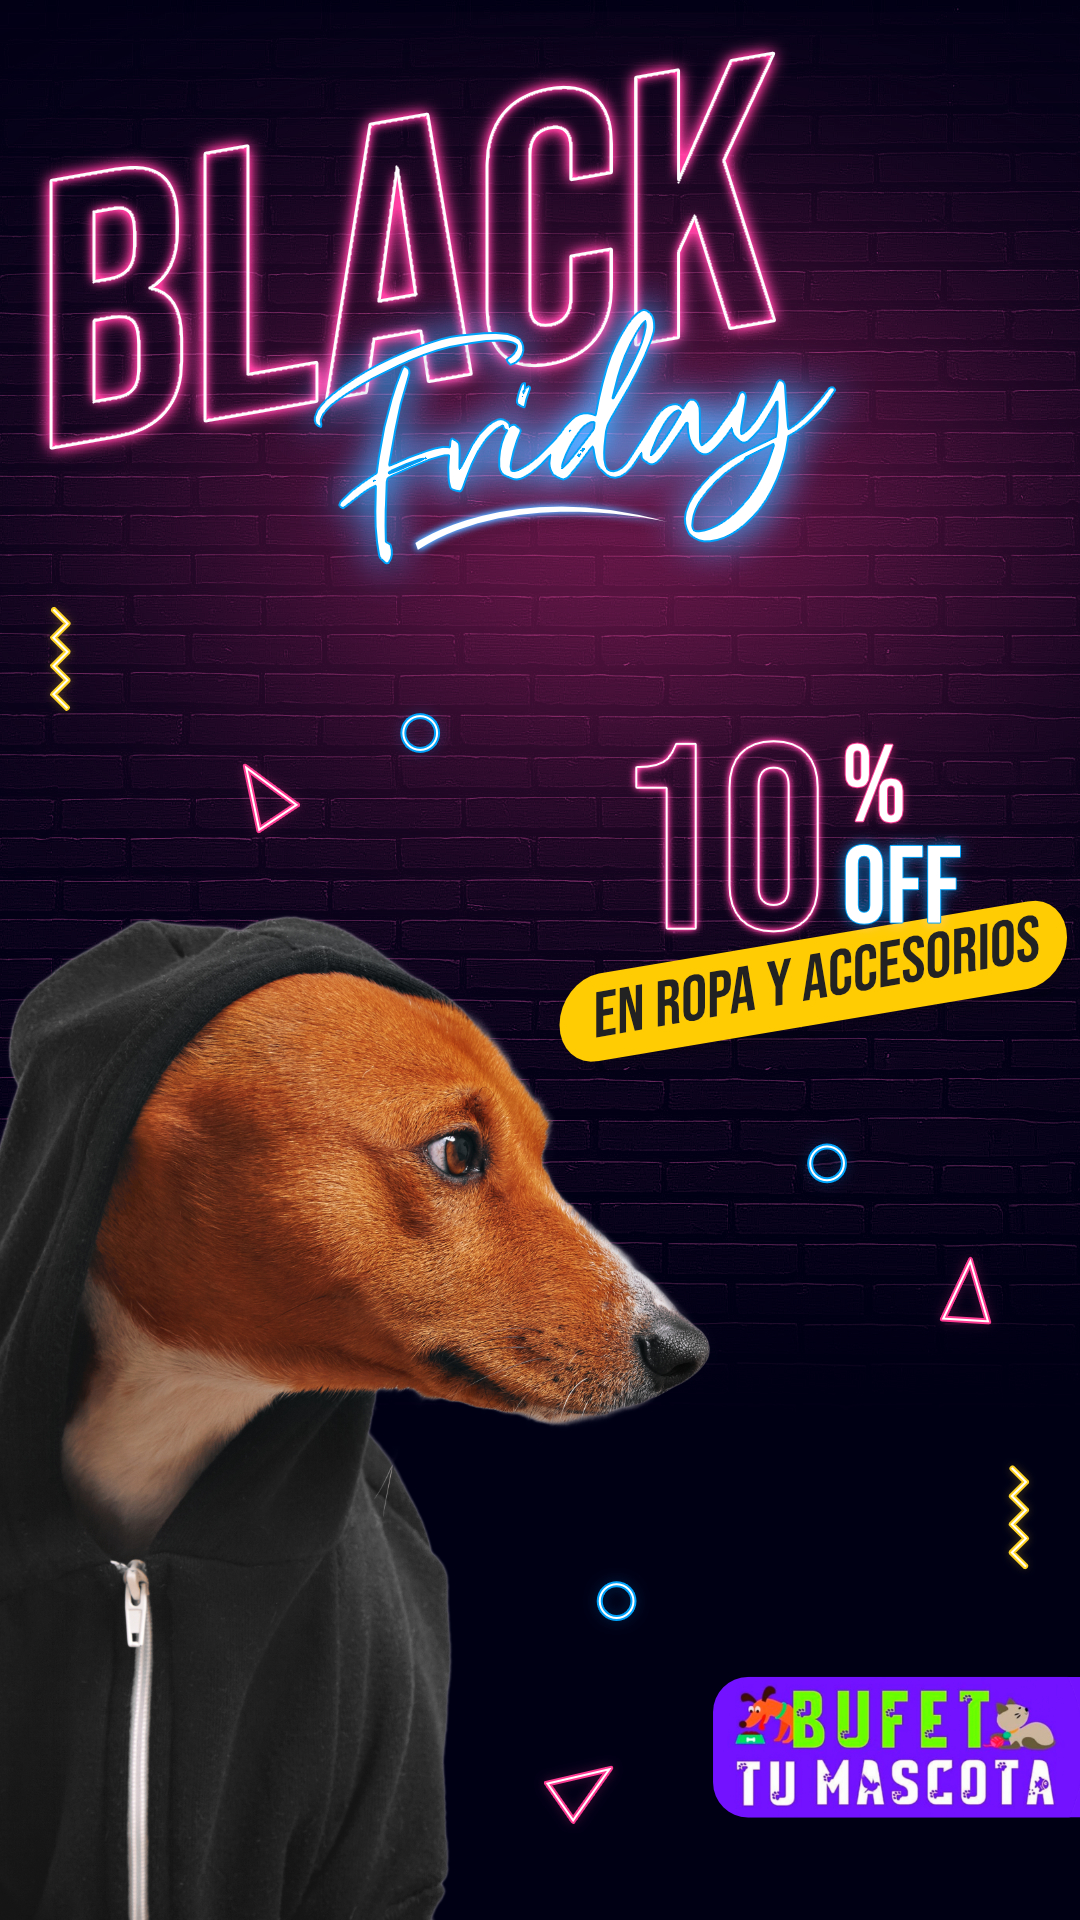 BLACK
Friday
10%
OFF
EN ROPA Y ACCESORIOS
BUFET
TU MASCOTA